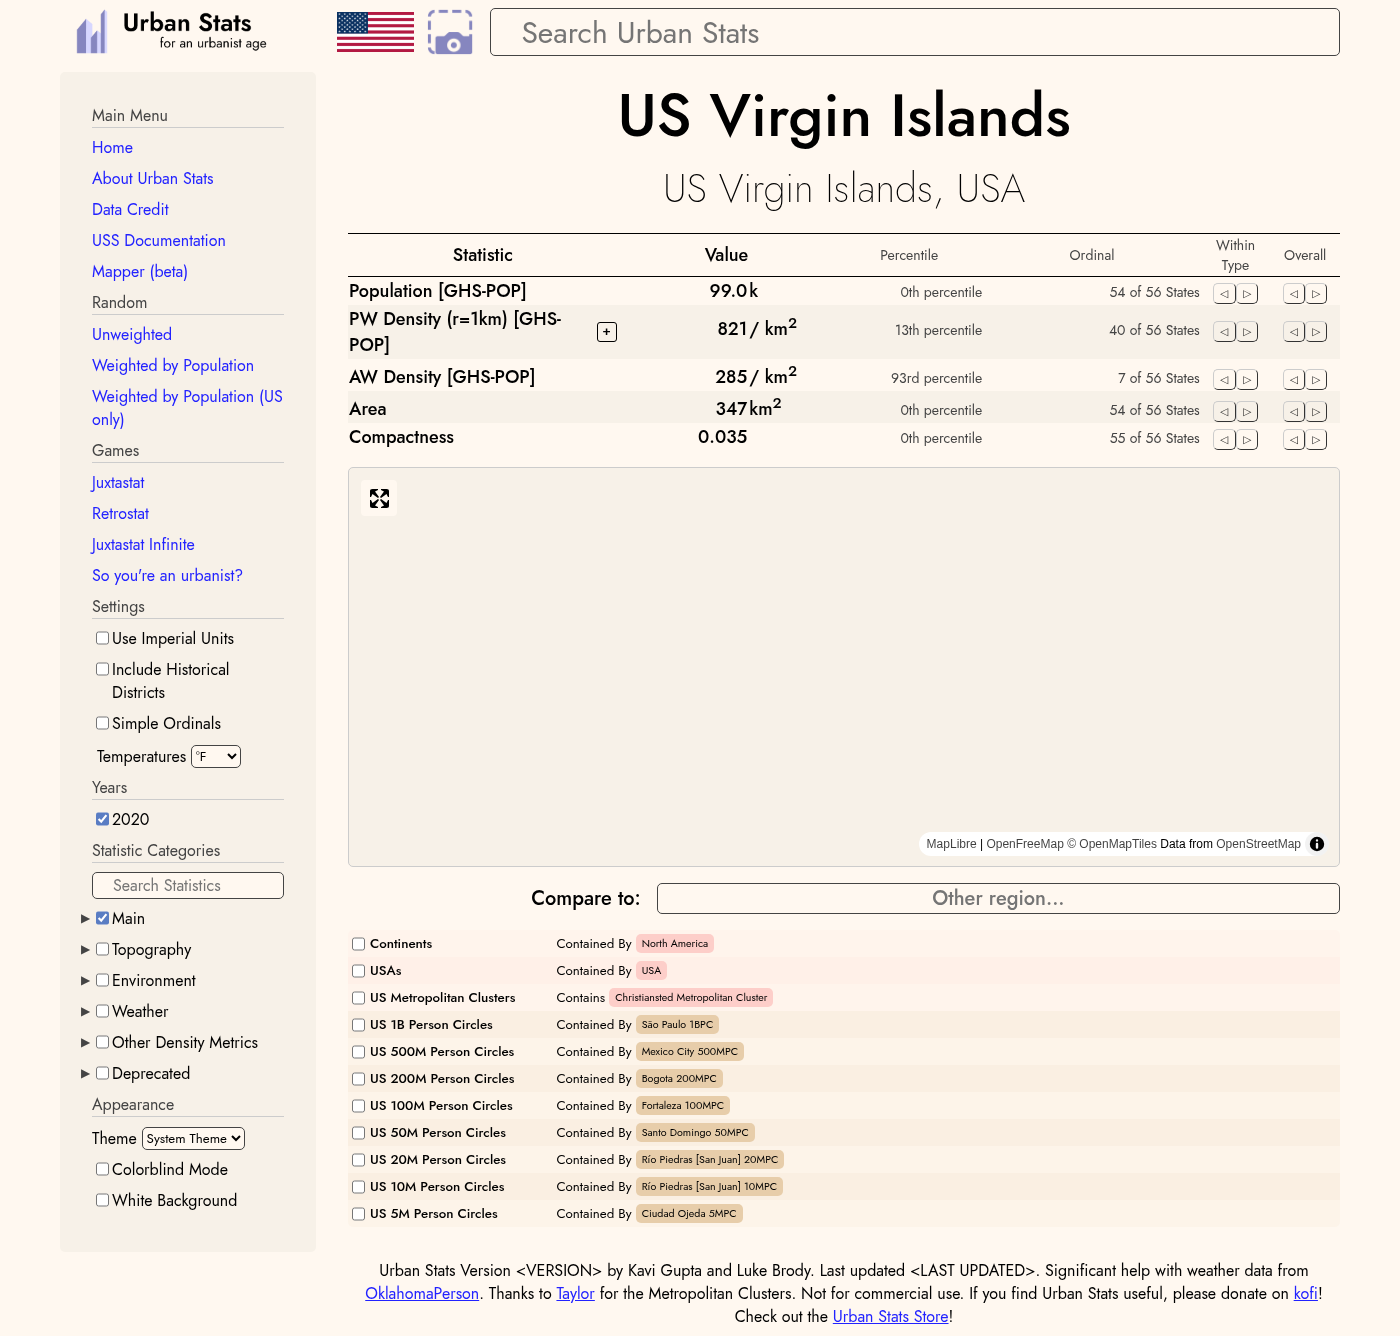 Urban Stats
for an urbanist age
Search Urban Stats
Main Menu
Home
About Urban Stats
Data Credit
USS Documentation
Mapper (beta)
Random
Unweighted
Weighted by Population
Weighted by Population (US
only)
Games
Juxtastat
Retrostat
Juxtastat Infinite
So you're an urbanist?
Settings
Use Imperial Units
Include Historical
Districts
Simple Ordinals
Temperatures °F
Years
2020
Statistic Categories
Search Statistics
Main
Topography
Environment
Weather
Other Density Metrics
Deprecated
Appearance
Theme System Theme
Colorblind Mode
White Background
US Virgin Islands
US Virgin Islands, USA
Statistic Value Percentile Ordinal Within Type Overall
Population [GHS-POP] 99.0k 0th percentile 54 of 56 States
PW Density (r=1km) [GHS-
POP] + 821/ km² 13th percentile 40 of 56 States
AW Density [GHS-POP] 285/ km² 93rd percentile 7 of 56 States
Area 347km² 0th percentile 54 of 56 States
Compactness 0.035 0th percentile 55 of 56 States
MapLibre | OpenFreeMap © OpenMapTiles Data from OpenStreetMap
Compare to: Other region...
Continents Contained By North America
USAs Contained By USA
US Metropolitan Clusters Contains Christiansted Metropolitan Cluster
US 1B Person Circles Contained By São Paulo 1BPC
US 500M Person Circles Contained By Mexico City 500MPC
US 200M Person Circles Contained By Bogota 200MPC
US 100M Person Circles Contained By Fortaleza 100MPC
US 50M Person Circles Contained By Santo Domingo 50MPC
US 20M Person Circles Contained By Río Piedras [San Juan] 20MPC
US 10M Person Circles Contained By Río Piedras [San Juan] 10MPC
US 5M Person Circles Contained By Ciudad Ojeda 5MPC
Urban Stats Version <VERSION> by Kavi Gupta and Luke Brody. Last updated <LAST UPDATED>. Significant help with weather data from
OklahomaPerson. Thanks to Taylor for the Metropolitan Clusters. Not for commercial use. If you find Urban Stats useful, please donate on kofi!
Check out the Urban Stats Store!